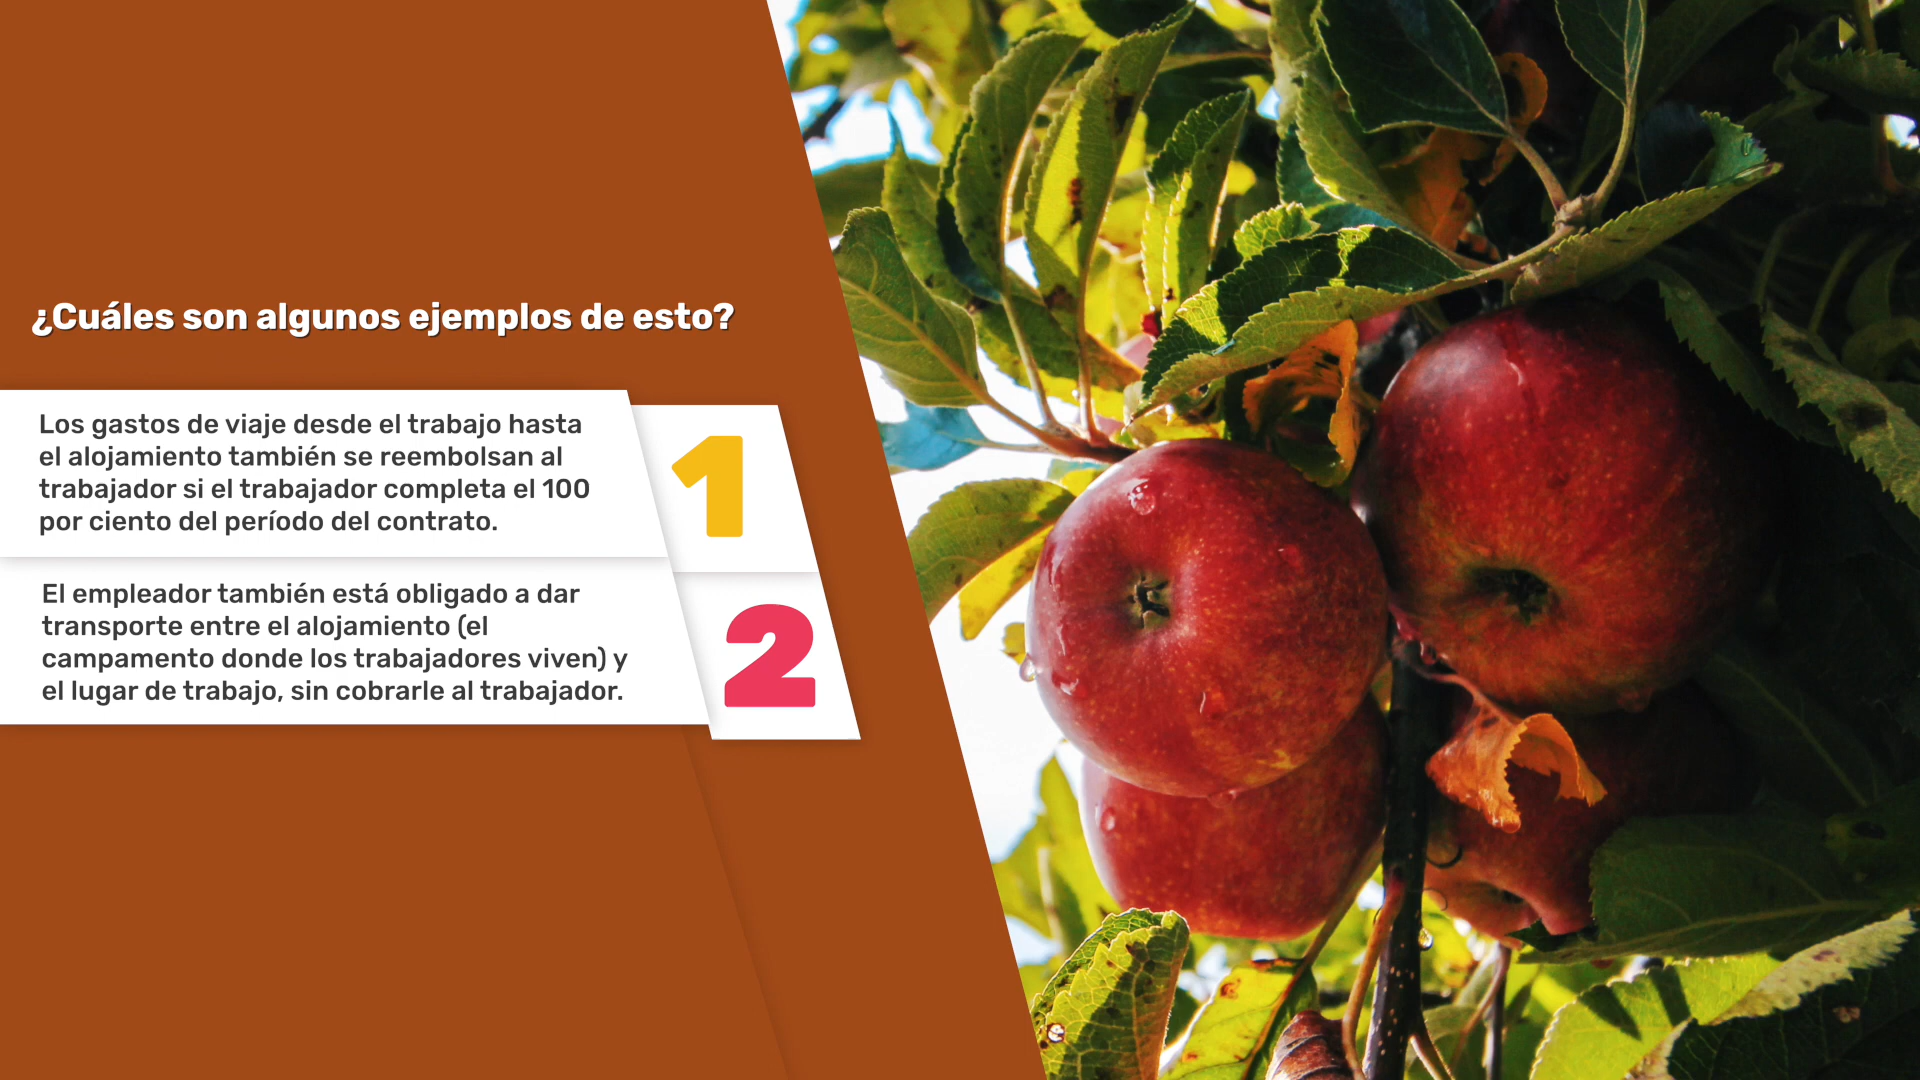 ¿Cuáles son algunos ejemplos de esto?
Los gastos de viaje desde el trabajo hasta
el alojamiento también se reembolsan al
trabajador si el trabajador completa el 100
por ciento del período del contrato.
1
El empleador también está obligado a dar
transporte entre el alojamiento (el
campamento donde los trabajadores viven) y
el lugar de trabajo, sin cobrarle al trabajador.
2